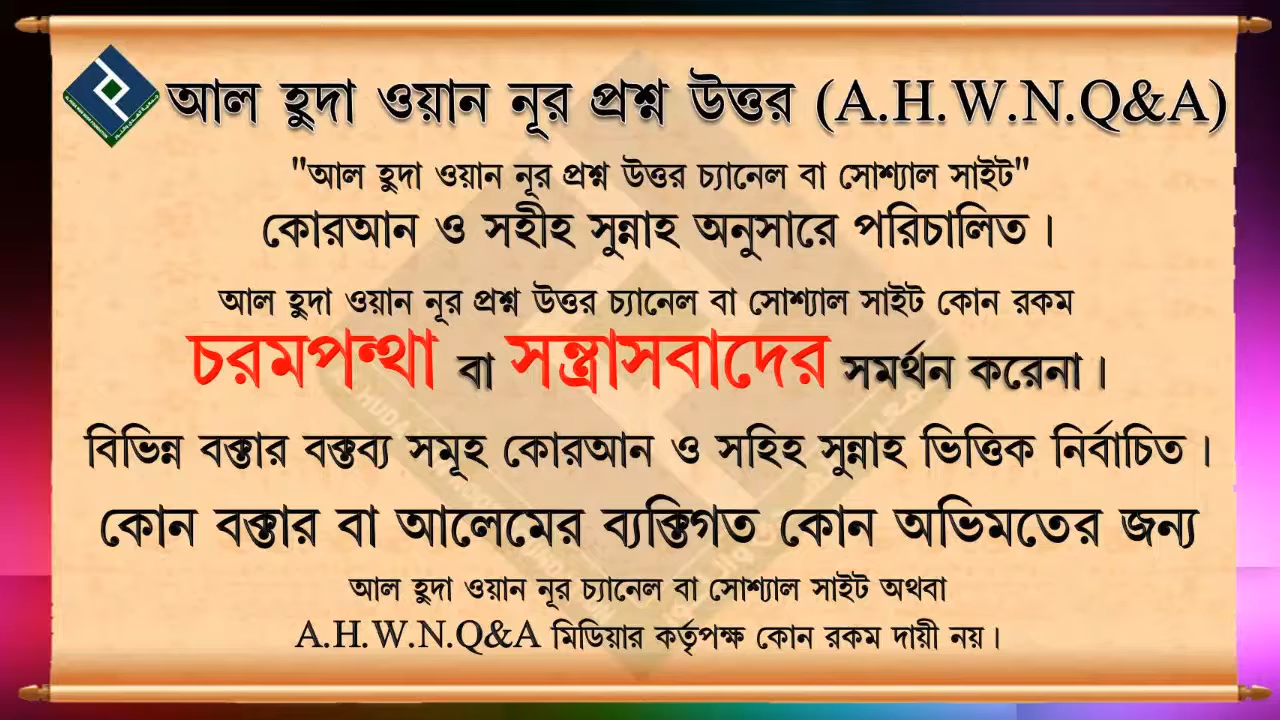 আল হুদা ওয়ান নূর প্রশ্ন উত্তর (A.H.W.N.Q&A)
"আল হুদা ওয়ান নূর প্রশ্ন উত্তর চ্যানেল বা সোশ্যাল সাইট"
কোরআন ও সহীহ সুন্নাহ অনুসারে পরিচালিত।
আল হুদা ওয়ান নূর প্রশ্ন উত্তর চ্যানেল বা সোশ্যাল সাইট কোন রকম
চরমপন্থা বা সন্ত্রাসবাদের সমর্থন করেনা।
বিভিন্ন বক্তার বক্তব্য সমূহ কোরআন ও সহিহ সুন্নাহ ভিত্তিক নির্বাচিত।
কোন বক্তার বা আলেমের ব্যক্তিগত কোন অভিমতের জন্য
আল হুদা ওয়ান নূর চ্যানেল বা সোশ্যাল সাইট অথবা
A.H.W.N.Q&A মিডিয়ার কর্তৃপক্ষ কোন রকম দায়ী নয়।